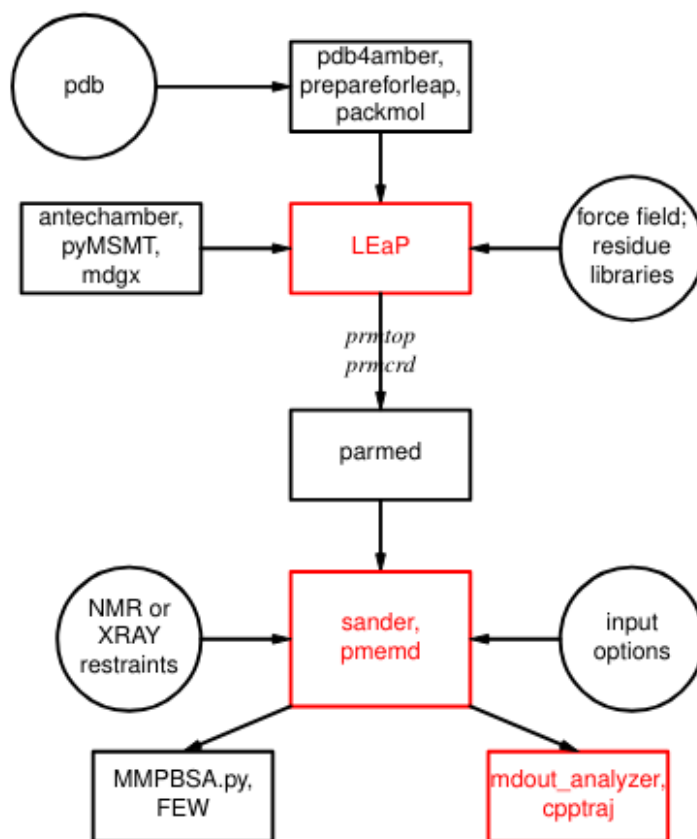 pdb
pdb4amber,
prepareforleap,
packmol
antechamber,
pyMSMT,
mdgx
LEaP
force field;
residue
libraries
prmtop
prmcrd
parmed
NMR or
XRAY
restraints
sander,
pmemd
input
options
MMPBSA.py,
FEW
mdout_analyzer,
cpptraj